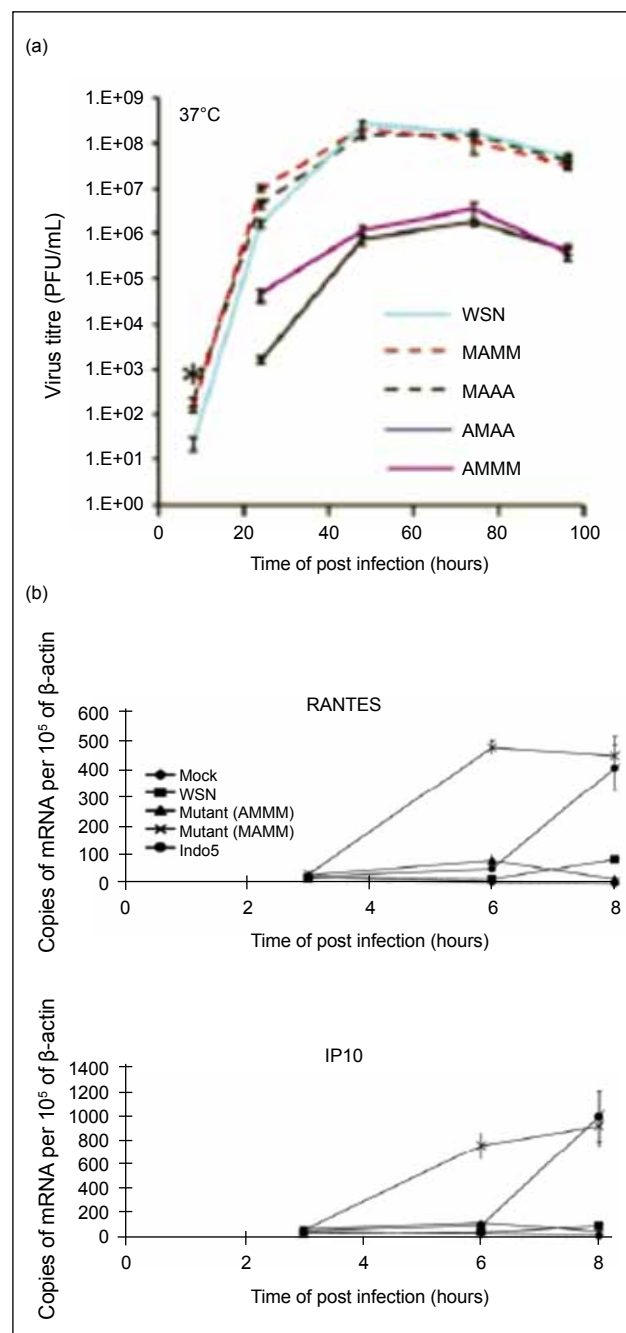 (a)
37°C
1.E+09
1.E+08
1.E+07
1.E+06
1.E+05
1.E+04
1.E+03
1.E+02
1.E+01
1.E+00
Virus titre (PFU/mL)
WSN
MAMM
MAAA
AMAA
AMMM
0 20 40 60 80 100
Time of post infection (hours)
(b)
RANTES
600
500
400
300
200
100
0
Copies of mRNA per 10⁵ of β-actin
Mock
WSN
Mutant (AMMM)
Mutant (MAMM)
Indo5
0 2 4 6 8
Time of post infection (hours)
IP10
1400
1200
1000
800
600
400
200
0
Copies of mRNA per 10⁵ of β-actin
0 2 4 6 8
Time of post infection (hours)